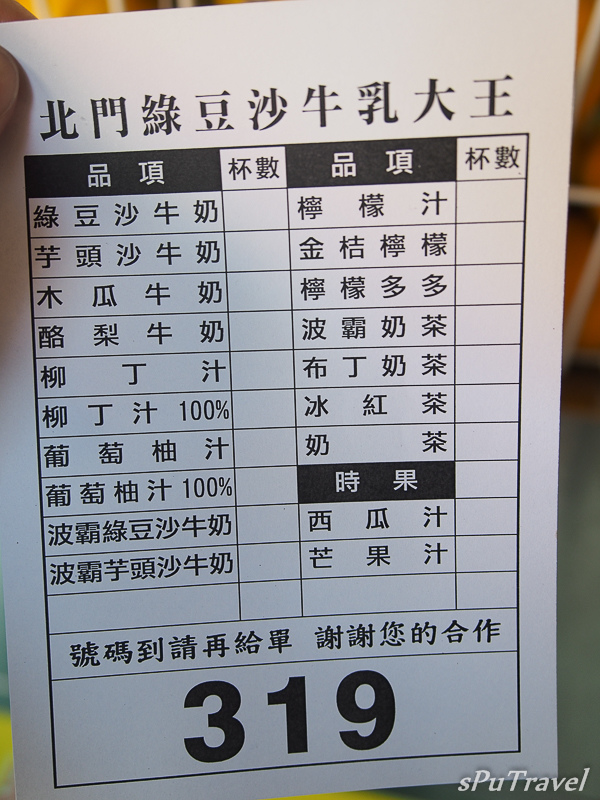 北門綠豆沙牛乳大王
品項 杯數 品項 杯數
綠豆沙牛奶 檸檬汁
芋頭沙牛奶 金桔檸檬
木瓜牛奶 檸檬多多
酪梨牛奶 波霸奶茶
柳丁汁 布丁奶茶
柳丁汁 100% 冰紅茶
葡萄柚汁 奶茶
葡萄柚汁 100% 時果
波霸綠豆沙牛奶 西瓜汁
波霸芋頭沙牛奶 芒果汁
號碼到請再給單 謝謝您的合作
319
sPuTravel